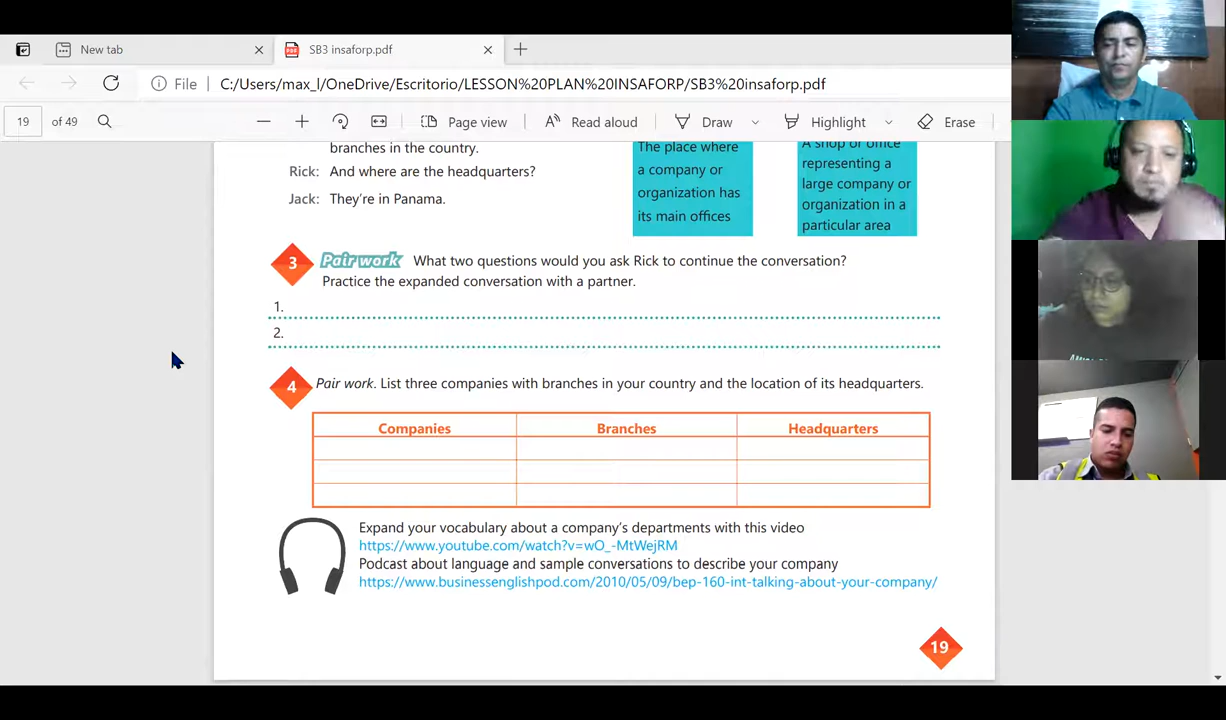 New tab
SB3 insaforp.pdf
File
C:/Users/max_l/OneDrive/Escritorio/LESSON%20PLAN%20INSAFORP/SB3%20insaforp.pdf
19 of 49
Page view
Read aloud
Draw
Highlight
Erase
branches in the country.
Rick: And where are the headquarters?
Jack: They're in Panama.
The place where
a company or
organization has
its main offices
A shop or office
representing a
large company or
organization in a
particular area
3 Pair work What two questions would you ask Rick to continue the conversation?
Practice the expanded conversation with a partner.
1.
2.
4 Pair work. List three companies with branches in your country and the location of its headquarters.
Companies Branches Headquarters
Expand your vocabulary about a company's departments with this video
https://www.youtube.com/watch?v=wO_-MtWejRM
Podcast about language and sample conversations to describe your company
https://www.businessenglishpod.com/2010/05/09/bep-160-int-talking-about-your-company/
19